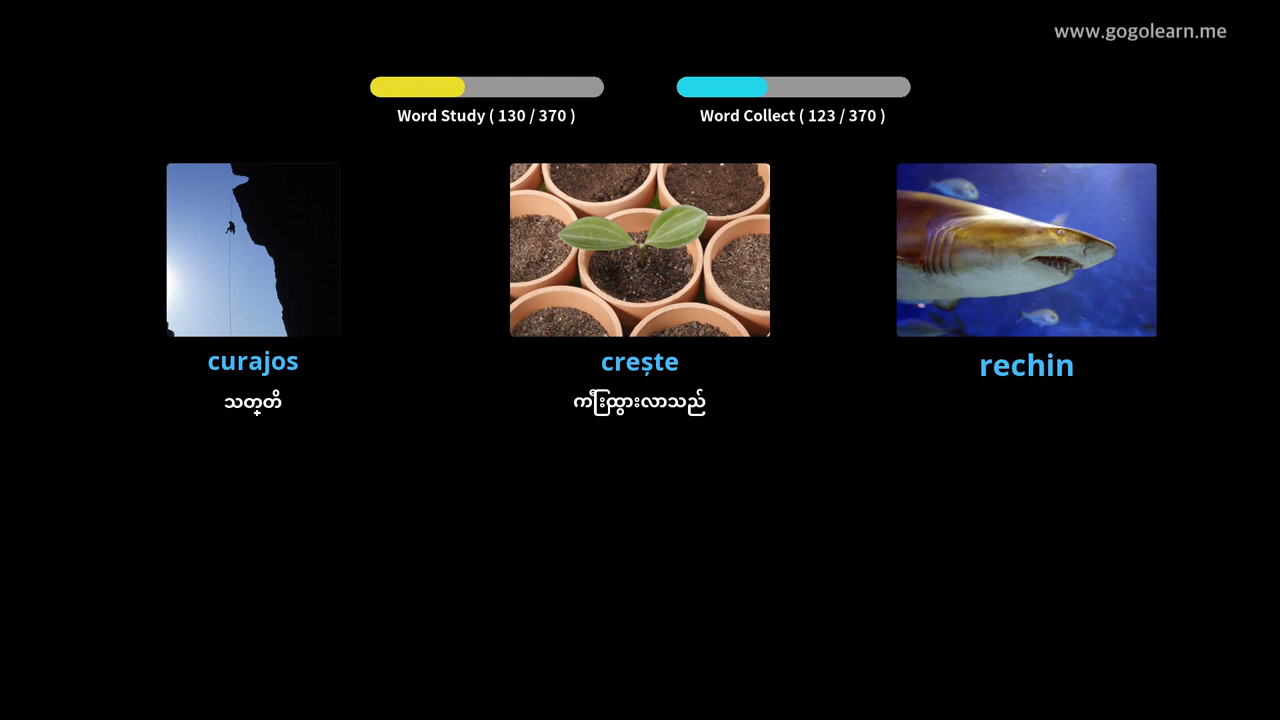 www.gogolearn.me
Word Study ( 130 / 370 )
Word Collect ( 123 / 370 )
curajos
crește
rechin
သတ္တိ
ကြီးထွားလာသည်